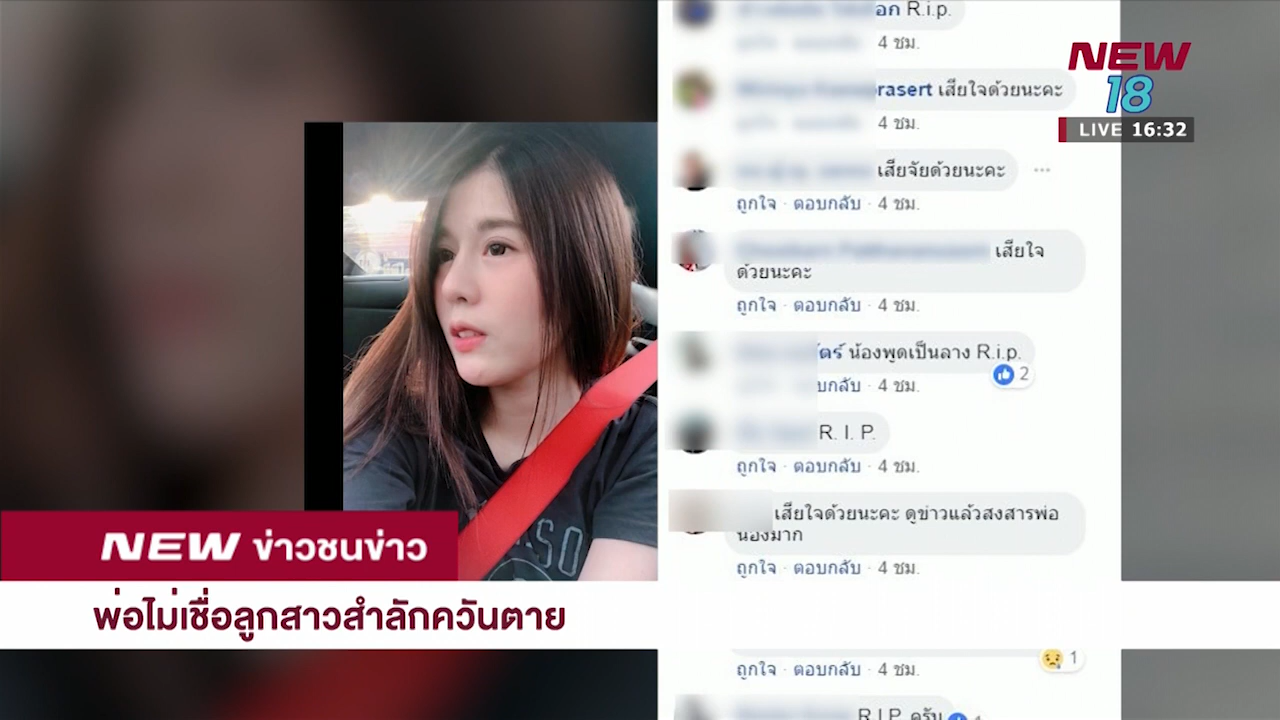 อก R.i.p.
4 ชม.
NEW
18
LIVE 16:32
rasert เสียใจด้วยนะคะ
4 ชม.
เสียจัยด้วยนะคะ
ถูกใจ · ตอบกลับ · 4 ชม.
เสียใจ
ด้วยนะคะ
ถูกใจ · ตอบกลับ · 4 ชม.
น้องพูดเป็นลาง R.i.p.
2
4 ชม.
R. I. P.
ถูกใจ · ตอบกลับ · 4 ชม.
เสียใจด้วยนะคะ ดูข่าวแล้วสงสารพ่อ
น้องมาก
ถูกใจ · ตอบกลับ · 4 ชม.
NEW ข่าวชนข่าว
พ่อไม่เชื่อลูกสาวสำลักควันตาย
1
ถูกใจ · ตอบกลับ · 4 ชม.
R.I.P. ครับ